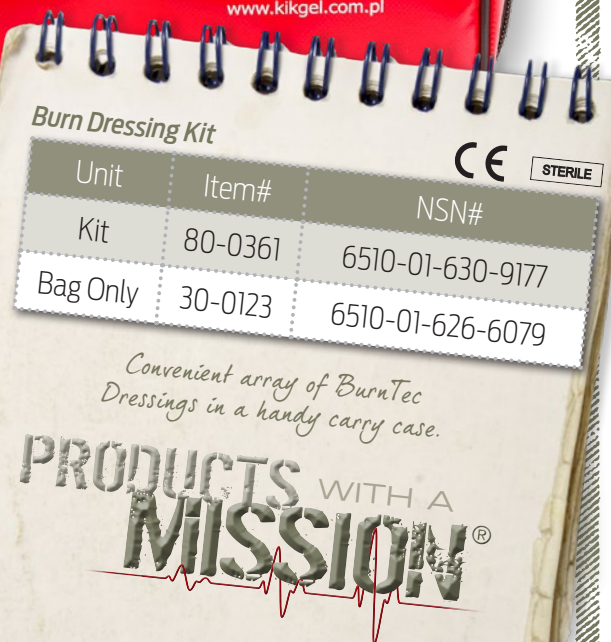 www.kikgel.com.pl
Burn Dressing Kit
CE STERILE
Unit Item# NSN#
Kit 80-0361 6510-01-630-9177
Bag Only 30-0123 6510-01-626-6079
Convenient array of BurnTec
Dressings in a handy carry case.
PRODUCTS WITH A
MISSION®